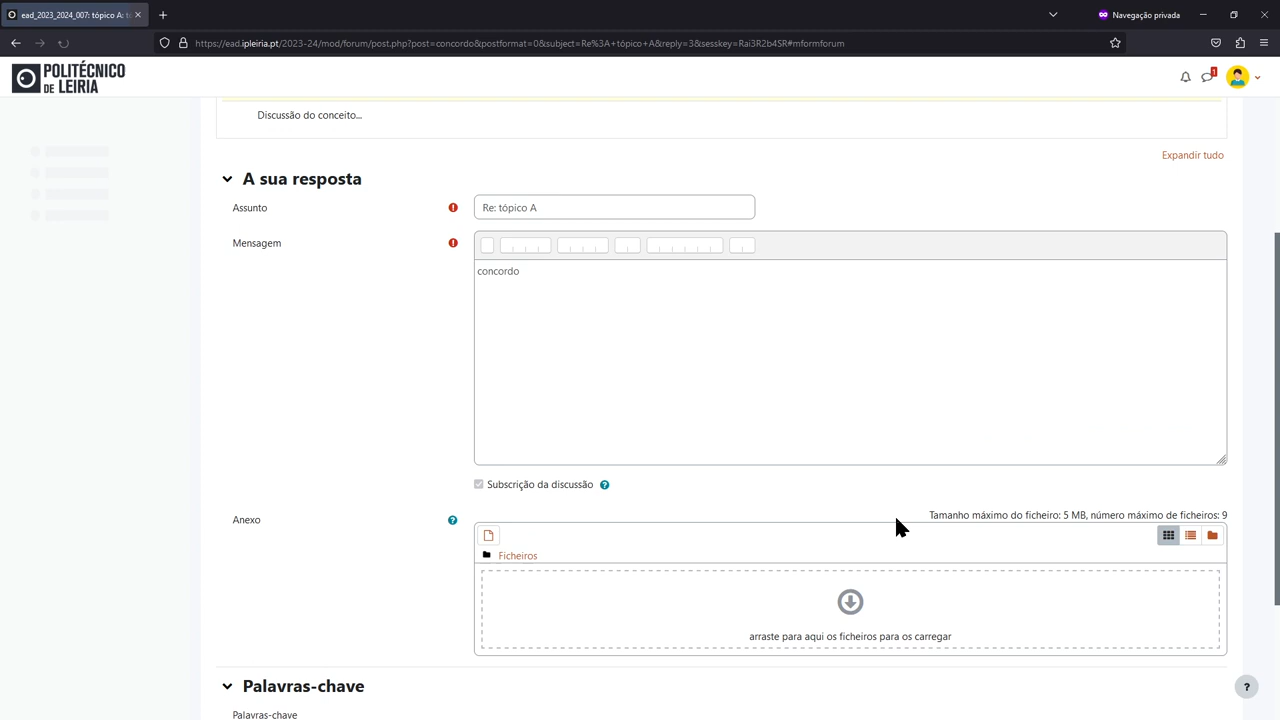 ead_2023_2024_007: tópico A: t
Navegação privada
https://ead.ipleiria.pt/2023-24/mod/forum/post.php?post=concordo&postformat=0&subject=Re%3A+tópico+A&reply=3&sesskey=Rai3R2b4SR#mformforum
POLITÉCNICO
DE LEIRIA
1
Discussão do conceito...
Expandir tudo
A sua resposta
Assunto
Re: tópico A
Mensagem
concordo
Subscrição da discussão
Anexo
Tamanho máximo do ficheiro: 5 MB, número máximo de ficheiros: 9
Ficheiros
arraste para aqui os ficheiros para os carregar
Palavras-chave
?
Palavras-chave